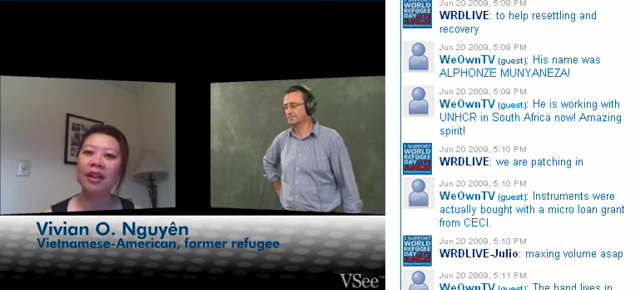 Vivian O. Nguyên
Vietnamese-American, former refugee
VSee™
Jun 20 2009, 5:09 PM
WRDLIVE: to help resettling and
recovery
Jun 20 2009, 5:09 PM
WeOwnTV (guest): His name was
ALPHONZE MUNYANEZA!
Jun 20 2009, 5:09 PM
WeOwnTV (guest): He is working with
UNHCR in South Africa now! Amazing
spirit!
I SUPPORT
WORLD
REFUGEE
DAY
Jun 20 2009, 5:10 PM
WRDLIVE: we are patching in
Jun 20 2009, 5:10 PM
WeOwnTV (guest): Instruments were
actually bought with a micro loan grant
from CECI.
Jun 20 2009, 5:10 PM
WRDLIVE-Julio: maxing volume asap
Jun 20 2009, 5:11 PM
WeOwnTV (guest): The band lives in